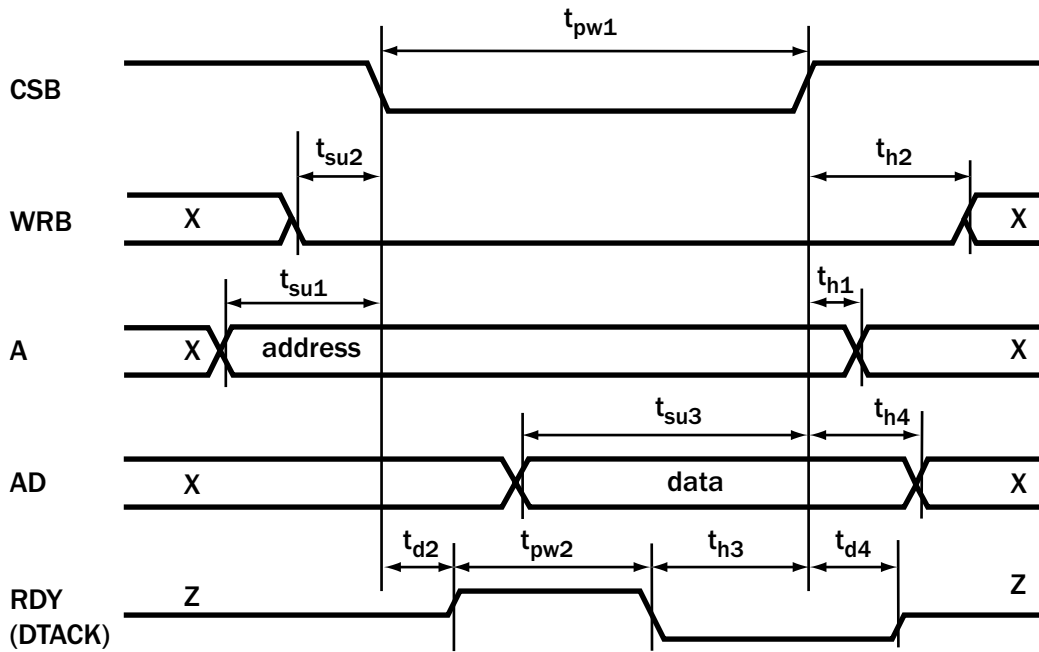 tpw1
CSB
tsu2 th2
WRB X X
tsu1 th1
A X address X
tsu3 th4
AD X data X
td2 tpw2 th3 td4
RDY Z Z
(DTACK)